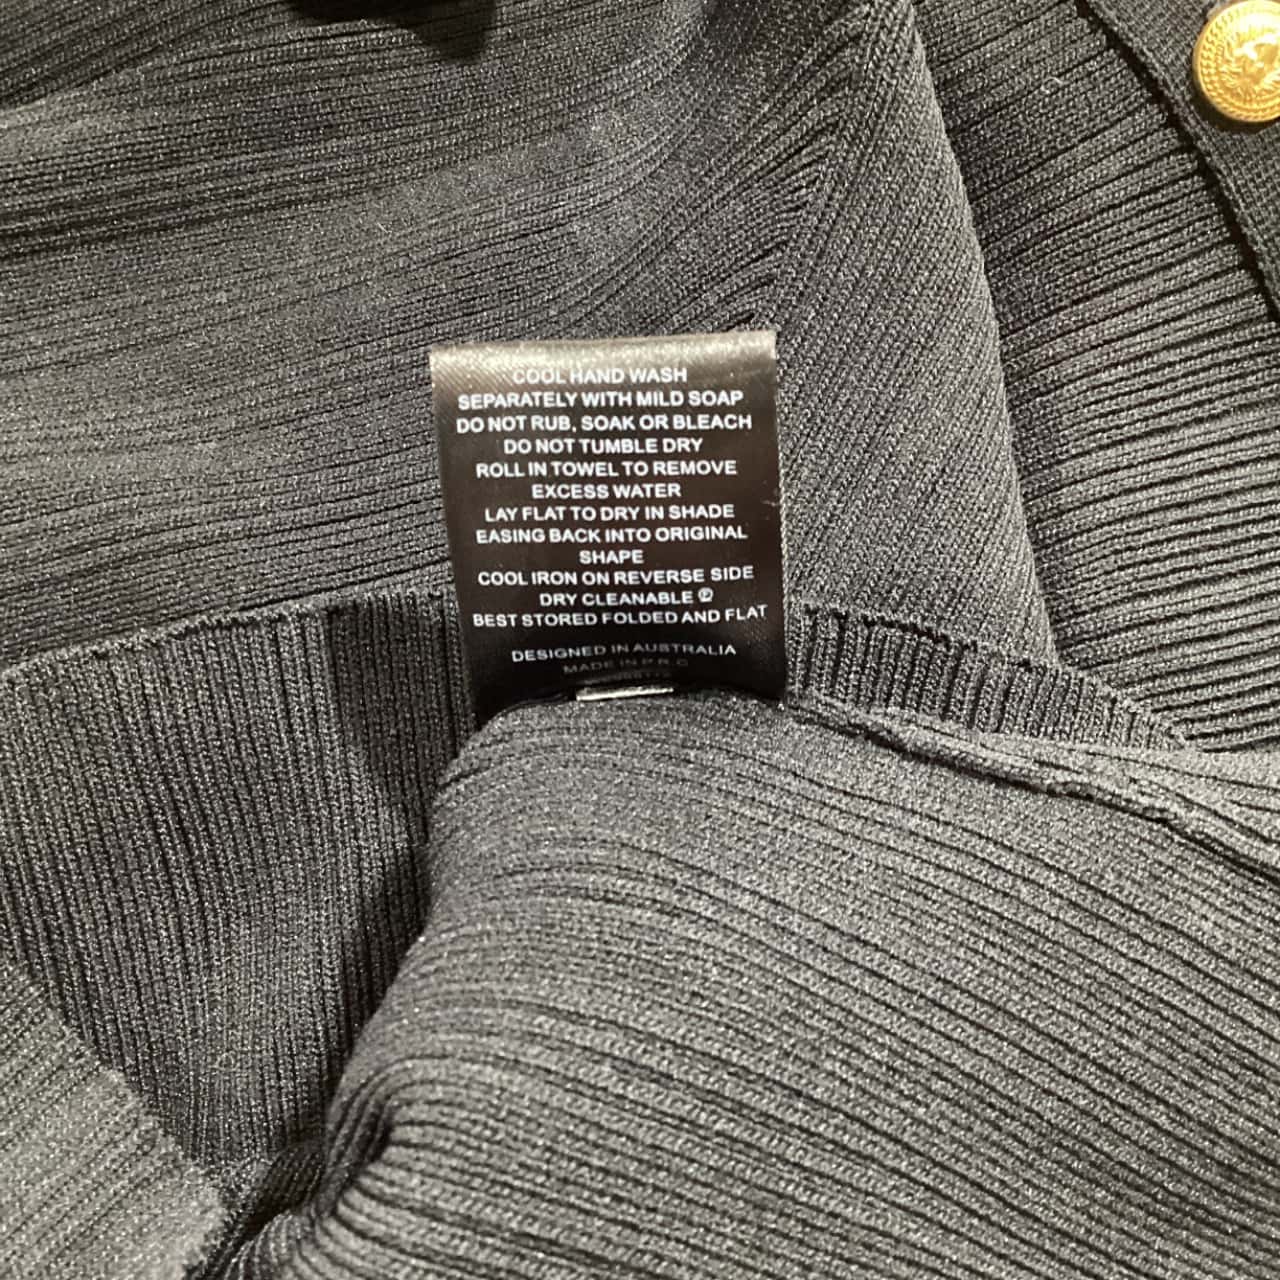 COOL HAND WASH
SEPARATELY WITH MILD SOAP
DO NOT RUB, SOAK OR BLEACH
DO NOT TUMBLE DRY
ROLL IN TOWEL TO REMOVE
EXCESS WATER
LAY FLAT TO DRY IN SHADE
EASING BACK INTO ORIGINAL
SHAPE
COOL IRON ON REVERSE SIDE
DRY CLEANABLE Ⓟ
BEST STORED FOLDED AND FLAT
DESIGNED IN AUSTRALIA
MADE IN P.R.C